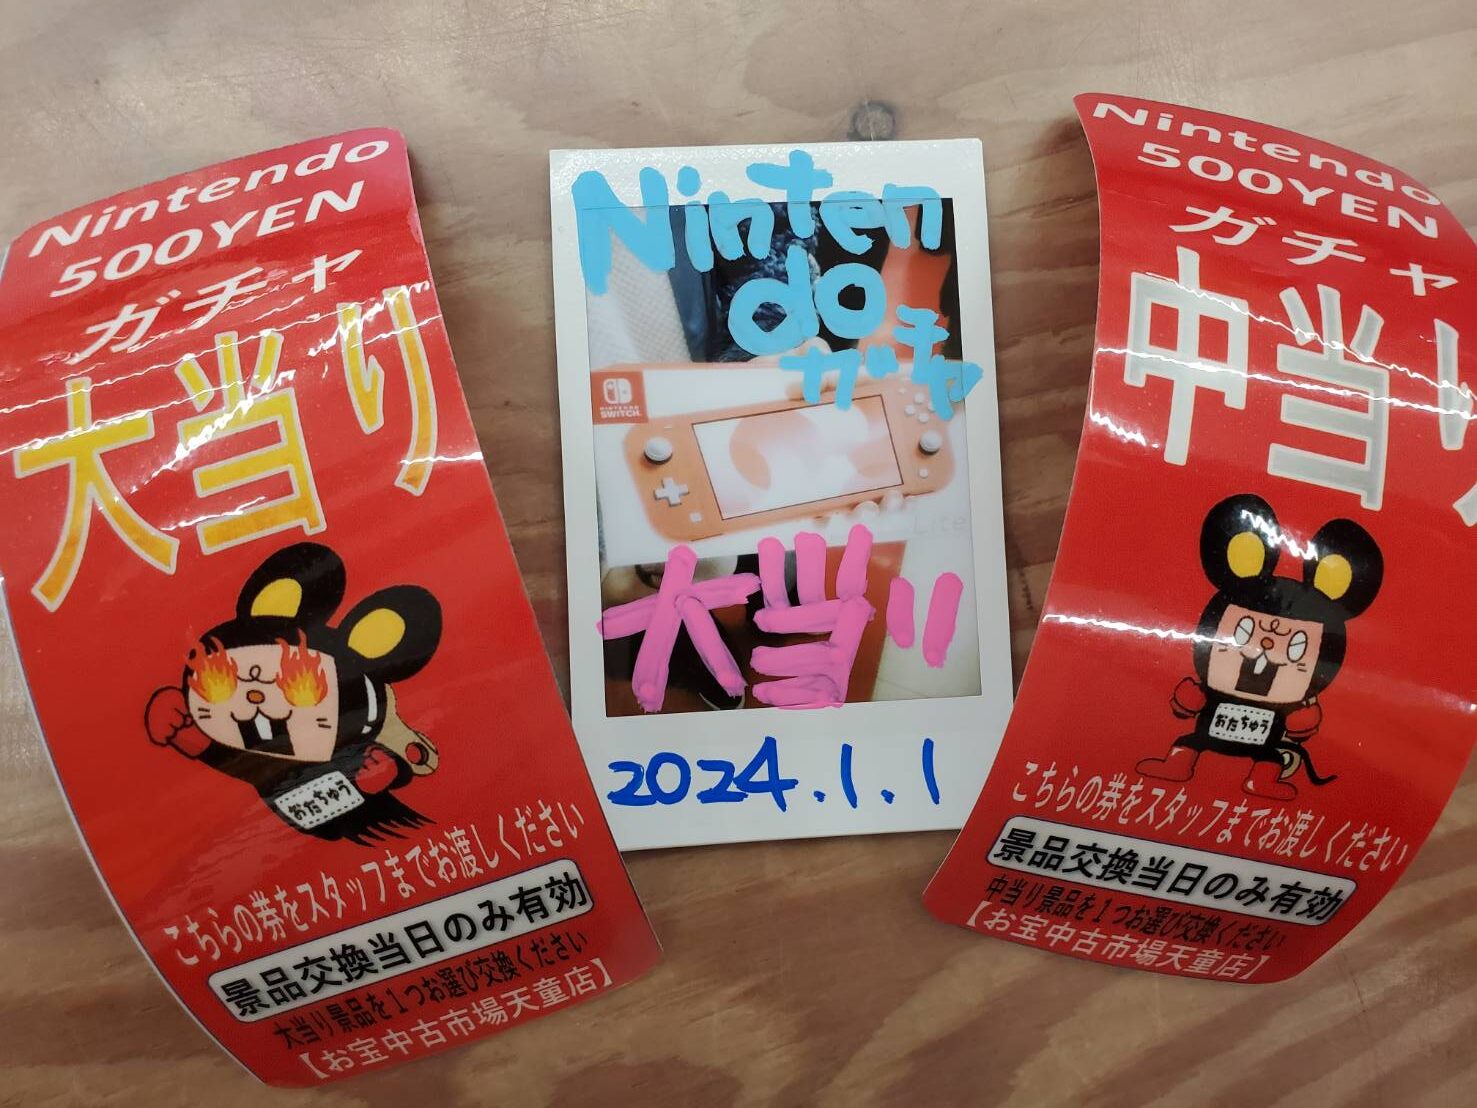 Nintendo
500YEN
ガチャ
大当り
おたちゅう
こちらの券をスタッフまでお渡しください
景品交換当日のみ有効
大当り景品を1つお選び交換ください
【お宝中古市場天童店】
Ninten
do
ガチャ
NINTENDO
SWITCH
Lite
大当り
2024.1.1
Nintendo
500YEN
ガチャ
中当り
おたちゅう
こちらの券をスタッフまでお渡しください
景品交換当日のみ有効
中当り景品を1つお選び交換ください
【お宝中古市場天童店】